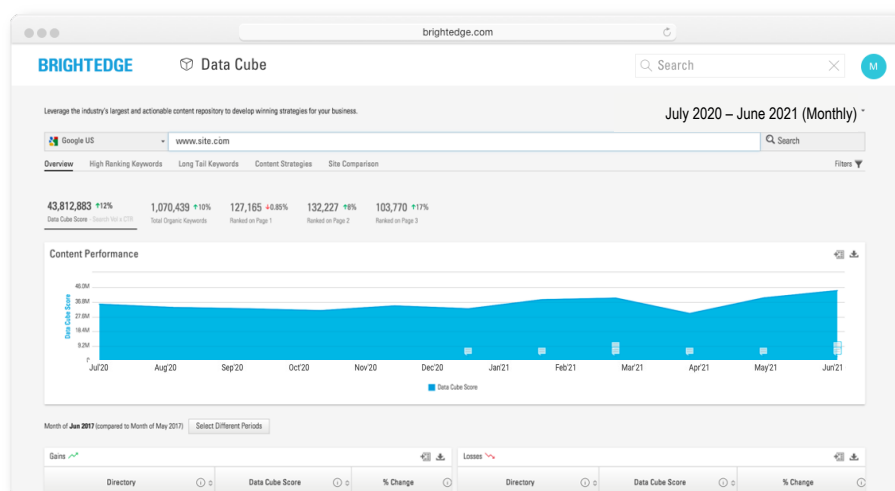 brightedge.com
BRIGHTEDGE
Data Cube
Search
M
Leverage the industry's largest and actionable content repository to develop winning strategies for your business.
July 2020 – June 2021 (Monthly)
Google US
www.site.com
Search
Overview High Ranking Keywords Long Tail Keywords Content Strategies Site Comparison
Filters
43,812,883 12% 1,070,439 10% 127,165 0.85% 132,227 8% 103,770 17%
Data Cube Score - Search Vol x CTR Total Organic Keywords Ranked on Page 1 Ranked on Page 2 Ranked on Page 3
Content Performance
Data Cube Score
46.0M
36.8M
27.6M
18.4M
9.2M
Jul'20 Aug'20 Sep'20 Oct'20 Nov'20 Dec'20 Jan'21 Feb'21 Mar'21 Apr'21 May'21 Jun'21
Data Cube Score
Month of Jun 2017 (compared to Month of May 2017) Select Different Periods
Gains
Losses
Directory Data Cube Score % Change Directory Data Cube Score % Change